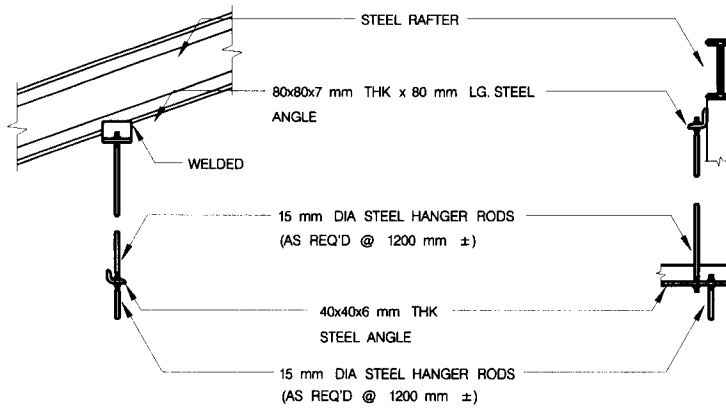 STEEL RAFTER
80x80x7 mm THK x 80 mm LG. STEEL
ANGLE
WELDED
15 mm DIA STEEL HANGER RODS
(AS REQ'D @ 1200 mm ±)
40x40x6 mm THK
STEEL ANGLE
15 mm DIA STEEL HANGER RODS
(AS REQ'D @ 1200 mm ±)